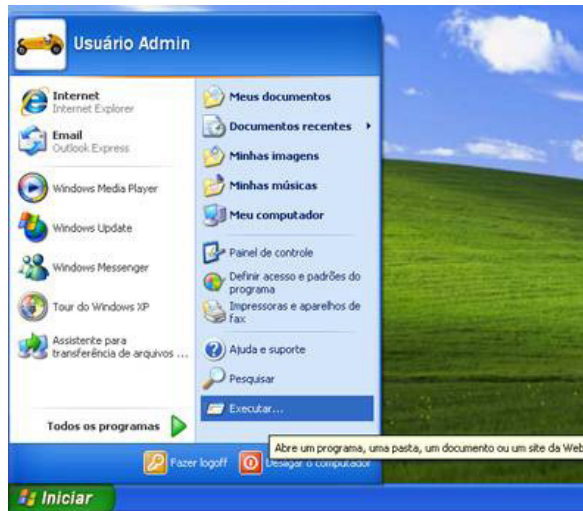 Usuário Admin
Internet
Internet Explorer
Email
Outlook Express
Windows Media Player
Windows Update
Windows Messenger
Tour do Windows XP
Assistente para
transferência de arquivos ...
Todos os programas
Meus documentos
Documentos recentes
Minhas imagens
Minhas músicas
Meu computador
Painel de controle
Definir acesso e padrões do
programa
Impressoras e aparelhos de
fax
Ajuda e suporte
Pesquisar
Executar...
Abre um programa, uma pasta, um documento ou um site da Web
Fazer logoff
Desligar o computador
Iniciar